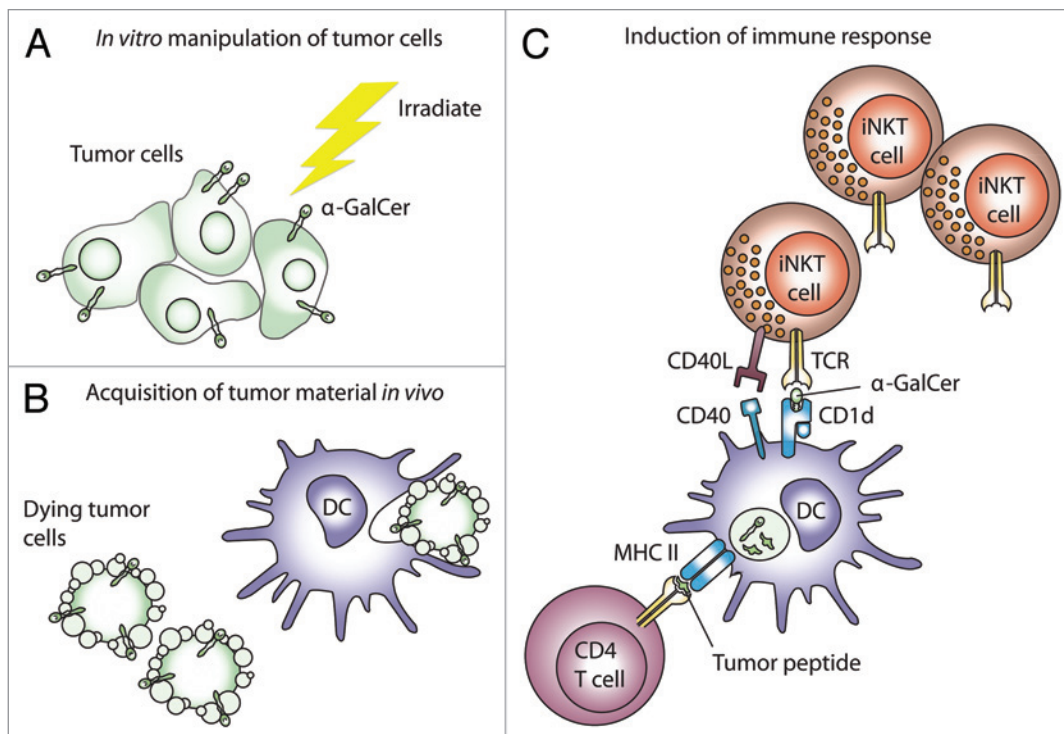 A
In vitro manipulation of tumor cells
Irradiate
Tumor cells
α-GalCer
B
Acquisition of tumor material in vivo
DC
Dying tumor
cells
C
Induction of immune response
iNKT
cell
iNKT
cell
iNKT
cell
CD40L
TCR
α-GalCer
CD40
CD1d
DC
MHC II
CD4
T cell
Tumor peptide